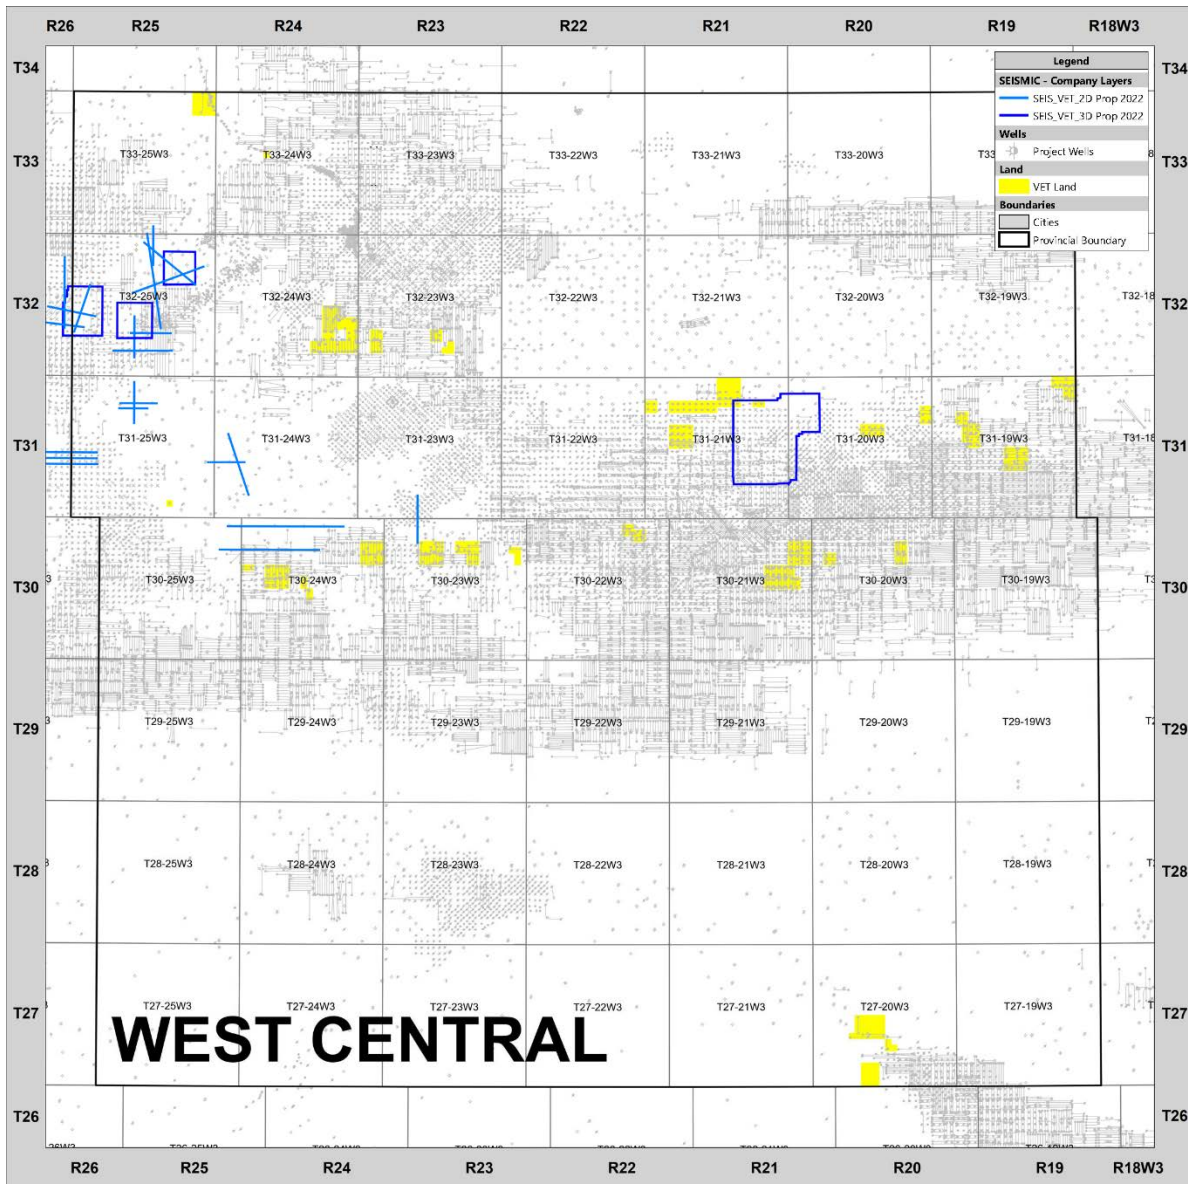 R26 R25 R24 R23 R22 R21 R20 R19 R18W3
T34 T34
Legend
SEISMIC - Company Layers
SEIS_VET_2D Prop 2022
SEIS_VET_3D Prop 2022
Wells
Project Wells
Land
VET Land
Boundaries
Cities
Provincial Boundary
T33 T33-25W3 T33-24W3 T33-23W3 T33-22W3 T33-21W3 T33-20W3 T33
T32 T32-25W3 T32-24W3 T32-23W3 T32-22W3 T32-21W3 T32-20W3 T32-19W3 T32-18 T32
T31 T31-25W3 T31-24W3 T31-23W3 T31-22W3 T31-21W3 T31-20W3 T31-19W3 T31-18 T31
T30 T30-25W3 T30-24W3 T30-23W3 T30-22W3 T30-21W3 T30-20W3 T30-19W3 T30
T29 T29-25W3 T29-24W3 T29-23W3 T29-22W3 T29-21W3 T29-20W3 T29-19W3 T29
T28 T28-25W3 T28-24W3 T28-23W3 T28-22W3 T28-21W3 T28-20W3 T28-19W3 T28
T27 T27-25W3 T27-24W3 T27-23W3 T27-22W3 T27-21W3 T27-20W3 T27-19W3 T27
WEST CENTRAL
T26 T26
R26 R25 R24 R23 R22 R21 R20 R19 R18W3